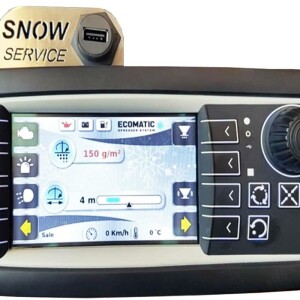 SNOW
SERVICE
ECOMATIC
SPREADER SYSTEM
150 g/m²
4 m
Sale
0 Km/h
0 °C